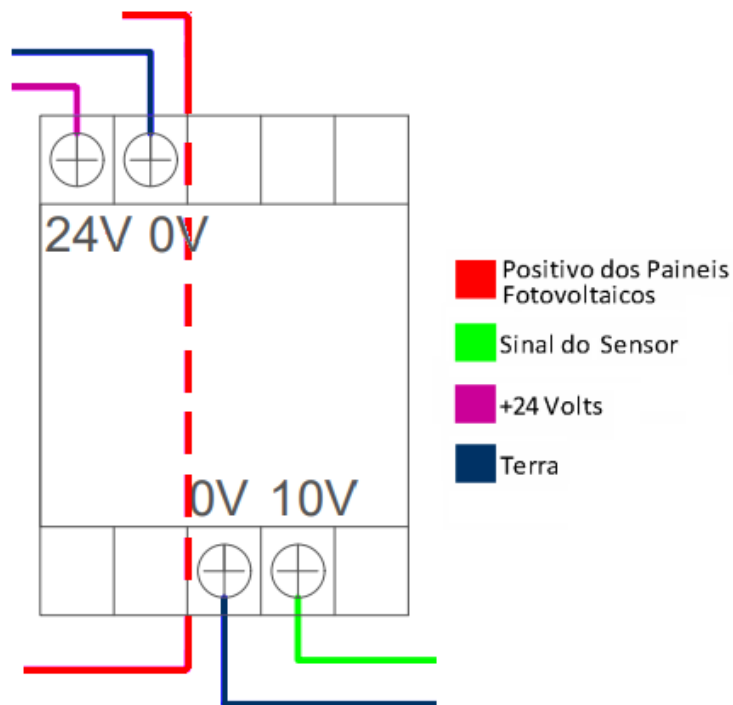 24V 0V
0V 10V
Positivo dos Paineis
Fotovoltaicos
Sinal do Sensor
+24 Volts
Terra